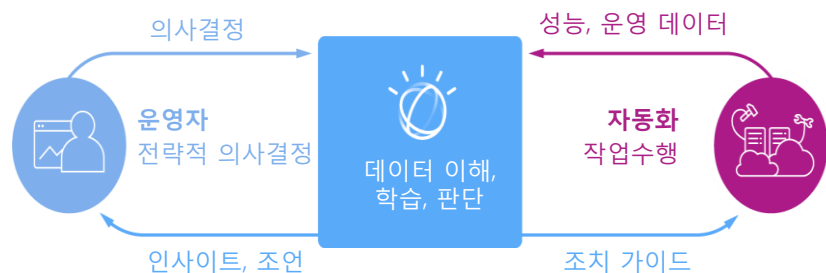 의사결정
성능, 운영 데이터
운영자
전략적 의사결정
데이터 이해,
학습, 판단
자동화
작업수행
인사이트, 조언
조치 가이드